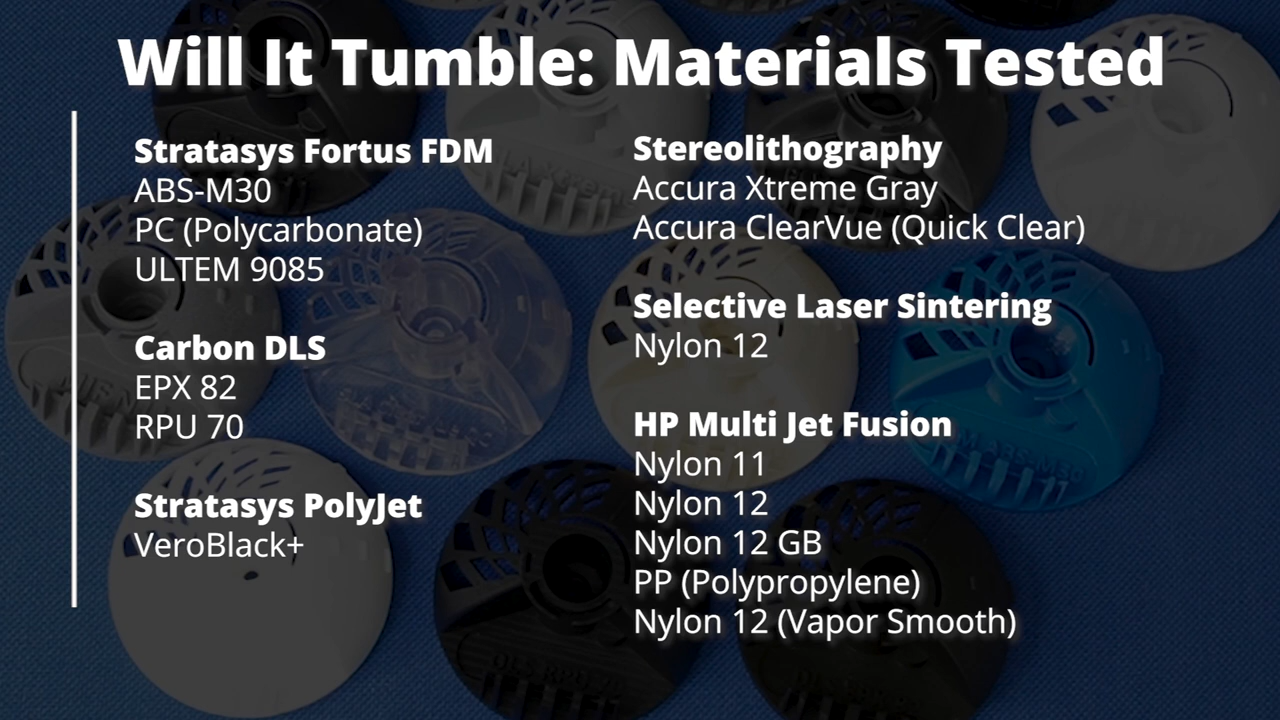 Will It Tumble: Materials Tested
Stratasys Fortus FDM
ABS-M30
PC (Polycarbonate)
ULTEM 9085
Carbon DLS
EPX 82
RPU 70
Stratasys PolyJet
VeroBlack+
Stereolithography
Accura Xtreme Gray
Accura ClearVue (Quick Clear)
Selective Laser Sintering
Nylon 12
HP Multi Jet Fusion
Nylon 11
Nylon 12
Nylon 12 GB
PP (Polypropylene)
Nylon 12 (Vapor Smooth)